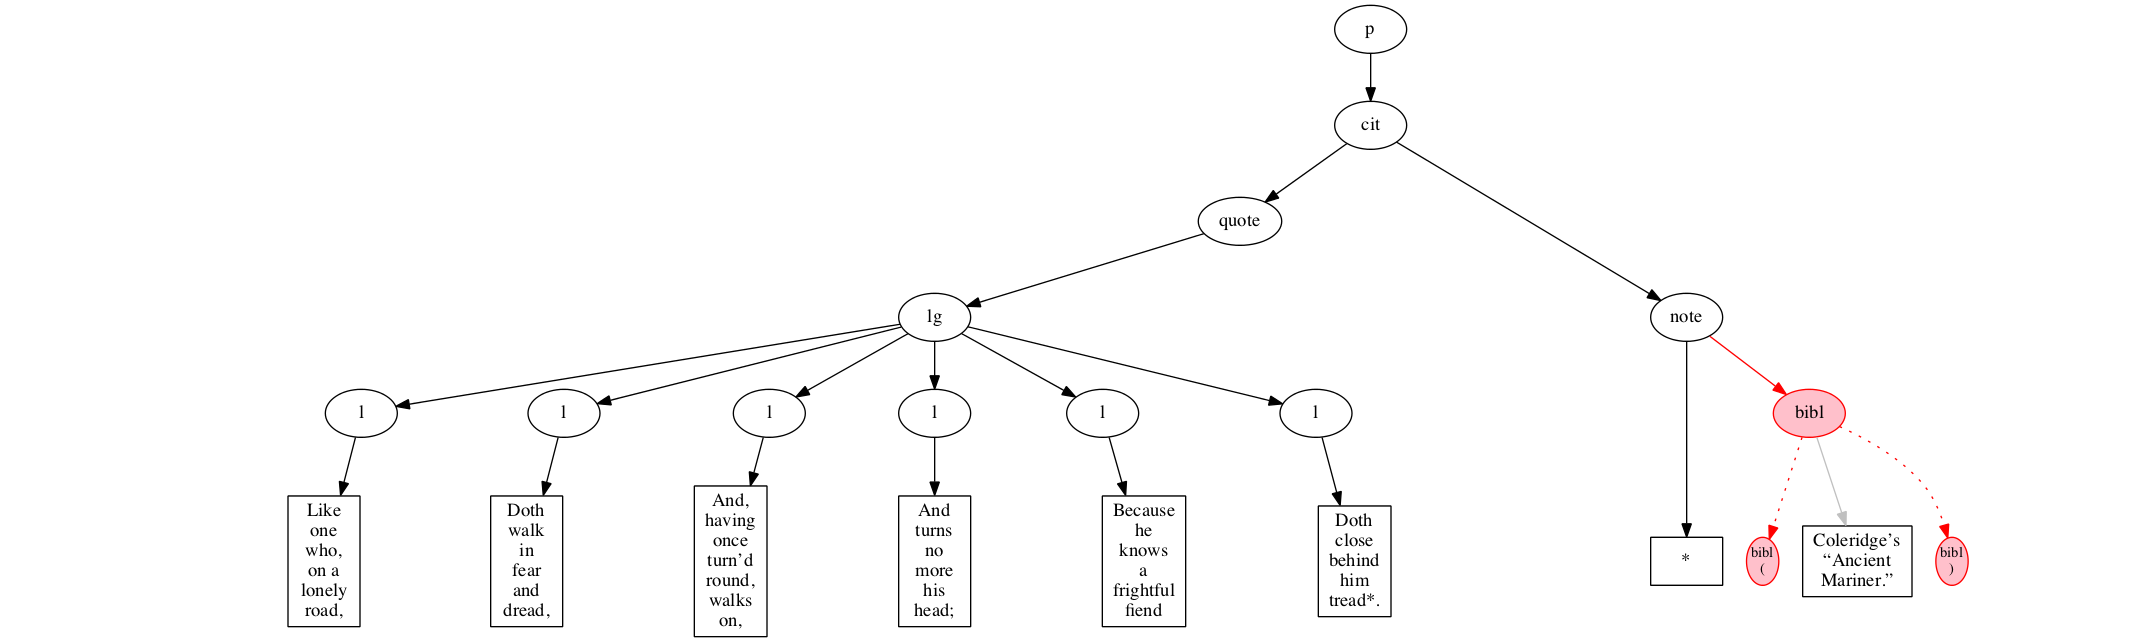 p
cit
quote
lg
note
l
l
l
l
l
l
bibl
Like
one
who,
on a
lonely
road,
Doth
walk
in
fear
and
dread,
And,
having
once
turn’d
round,
walks
on,
And
turns
no
more
his
head;
Because
he
knows
a
frightful
fiend
Doth
close
behind
him
tread*.
*
bibl
(
Coleridge’s
“Ancient
Mariner.”
bibl
)